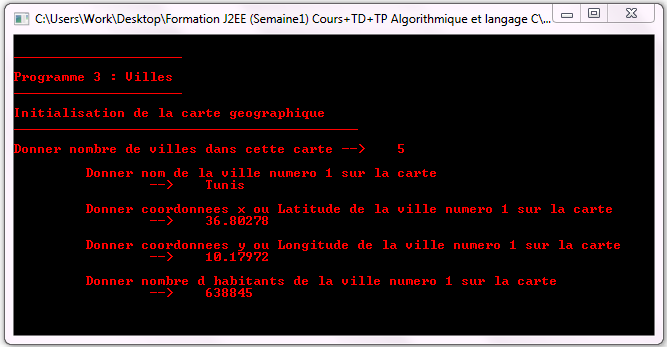 C:\Users\Work\Desktop\Formation J2EE (Semaine1) Cours+TD+TP Algorithmique et langage C\...
Programme 3 : Villes
Initialisation de la carte geographique
Donner nombre de villes dans cette carte --> 5
Donner nom de la ville numero 1 sur la carte
--> Tunis
Donner coordonnees x ou Latitude de la ville numero 1 sur la carte
--> 36.80278
Donner coordonnees y ou Longitude de la ville numero 1 sur la carte
--> 10.17972
Donner nombre d habitants de la ville numero 1 sur la carte
--> 638845